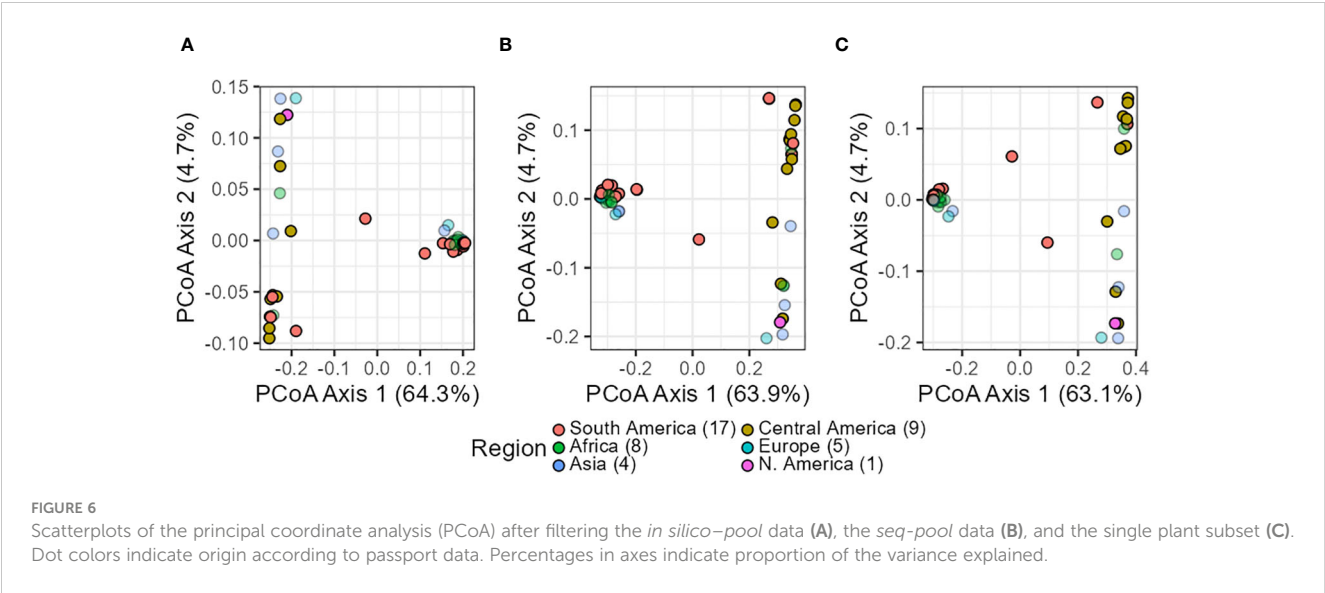 A B C
PCoA Axis 2 (4.7%)
0.15
0.10
0.05
0.00
-0.05
-0.10
-0.2 -0.1 0.0 0.1 0.2
PCoA Axis 1 (64.3%)
PCoA Axis 2 (4.7%)
0.1
0.0
-0.1
-0.2
-0.2 0.0 0.2
PCoA Axis 1 (63.9%)
PCoA Axis 2 (4.7%)
0.1
0.0
-0.1
-0.2
-0.2 0.0 0.2 0.4
PCoA Axis 1 (63.1%)
Region
South America (17) Central America (9)
Africa (8) Europe (5)
Asia (4) N. America (1)
FIGURE 6
Scatterplots of the principal coordinate analysis (PCoA) after filtering the in silico–pool data (A), the seq-pool data (B), and the single plant subset (C).
Dot colors indicate origin according to passport data. Percentages in axes indicate proportion of the variance explained.